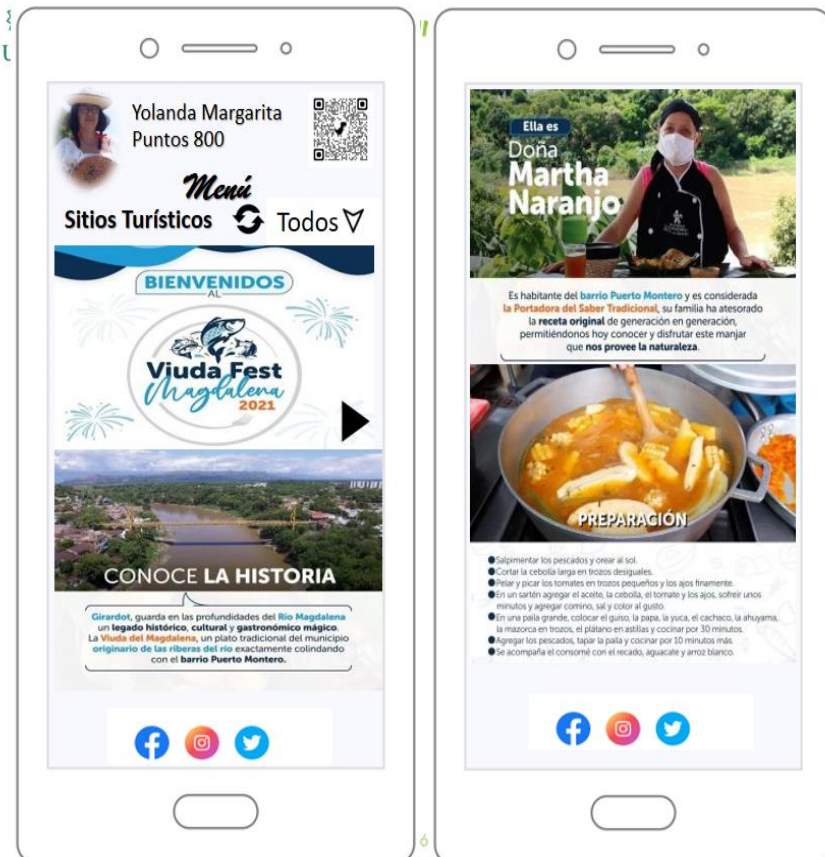 Yolanda Margarita
Puntos 800
Menú
Sitios Turísticos Todos
BIENVENIDOS
AL
Viuda Fest
Magdalena
2021
CONOCE LA HISTORIA
Girardot, guarda en las profundidades del Río Magdalena
un legado histórico, cultural y gastronómico mágico.
La Viuda del Magdalena, un plato tradicional del municipio
originario de las riberas del río exactamente colindando
con el barrio Puerto Montero.
Ella es
Doña
Martha
Naranjo
Es habitante del barrio Puerto Montero y es considerada
la Portadora del Saber Tradicional, su familia ha atesorado
la receta original de generación en generación,
permitiéndonos hoy conocer y disfrutar este manjar
que nos provee la naturaleza.
PREPARACIÓN
Salpimentar los pescados y orear al sol.
Cortar la cebolla larga en trozos desiguales.
Pelar y picar los tomates en trozos pequeños y los ajos finamente.
En un sartén agregar el aceite, la cebolla, el tomate y los ajos, sofreir unos
minutos y agregar comino, sal y color al gusto.
En una paila grande, colocar el guiso, la papa, la yuca, el cachaco, la ahuyama,
la mazorca en trozos, el plátano en astillas y cocinar por 30 minutos.
Agregar los pescados, tapar la paila y cocinar por 10 minutos más.
Se acompaña el consomé con el recado, aguacate y arroz blanco.